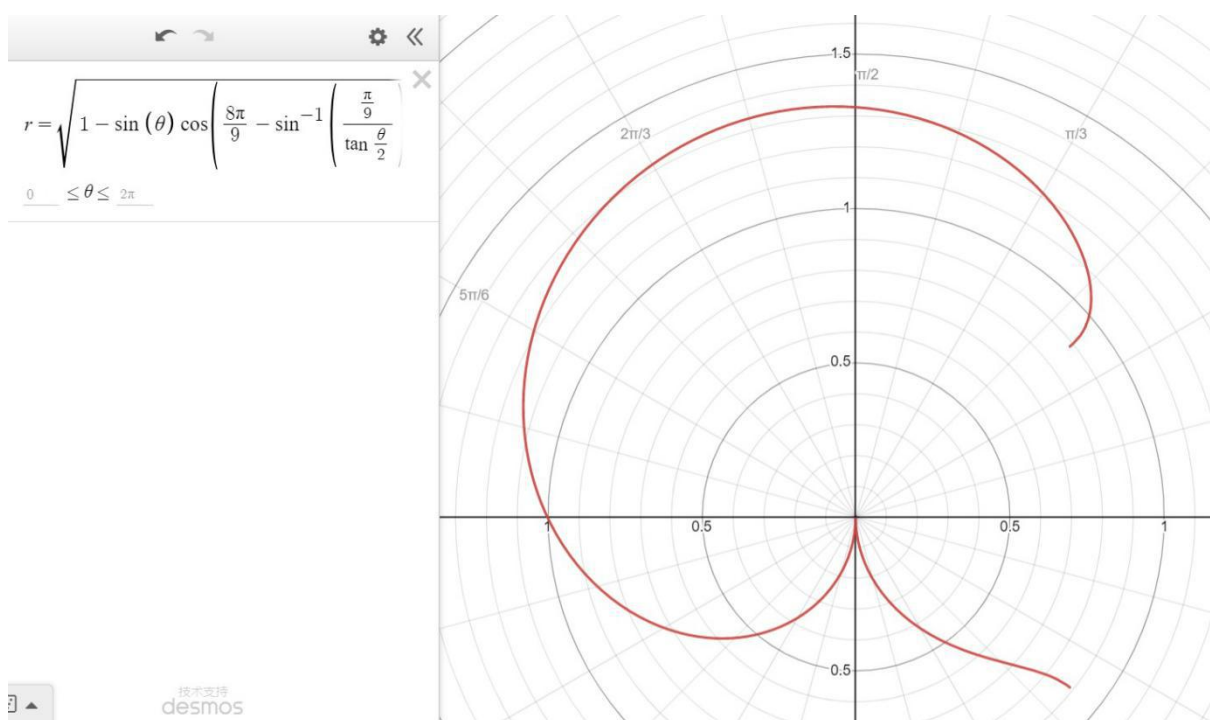 r = √(1 − sin (θ) cos(8π/9 − sin⁻¹((π/9)/(tan θ/2)
0 ≤ θ ≤ 2π
技术支持
desmos
1.5
π/2
2π/3
π/3
1
5π/6
0.5
1
0.5
0.5
1
0.5